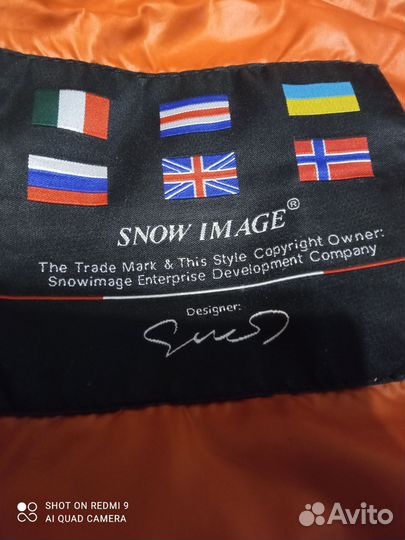 SNOW IMAGE®
The Trade Mark & This Style Copyright Owner:
Snowimage Enterprise Development Company
Designer:
SHOT ON REDMI 9
AI QUAD CAMERA
Avito